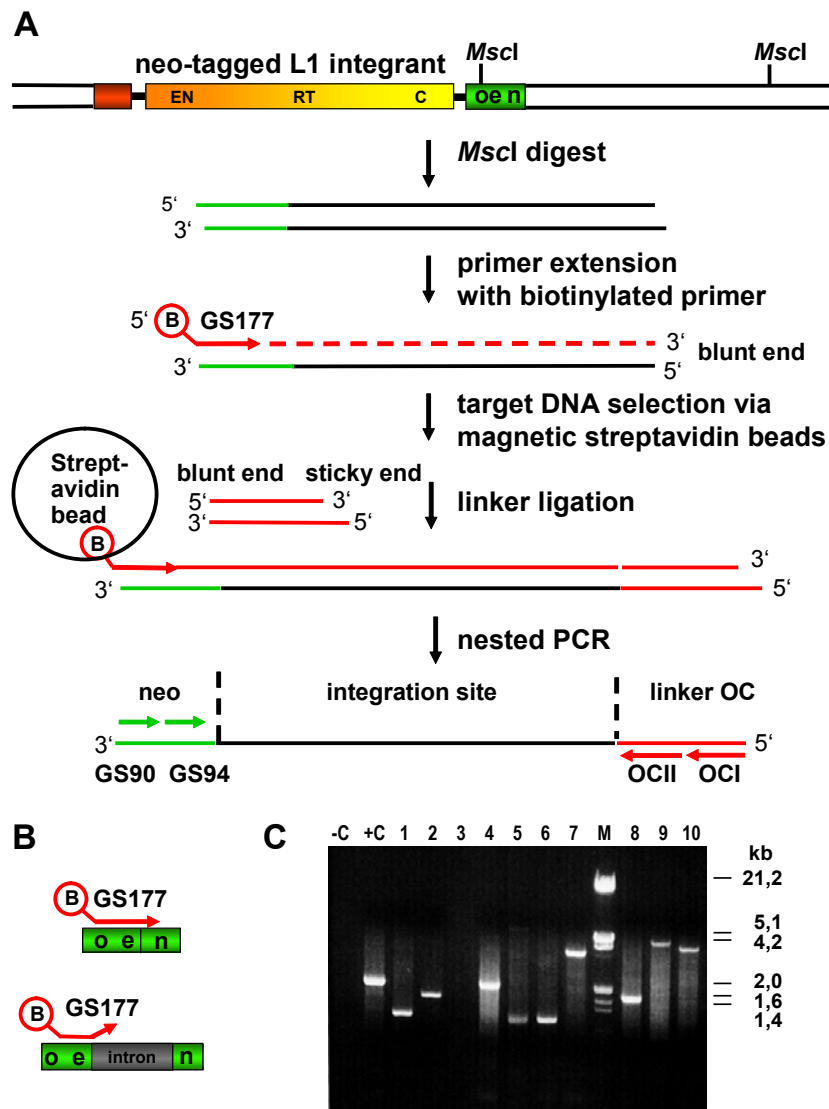 A
MscI
MscI
neo-tagged L1 integrant
EN RT C oe n
MscI digest
5‘
3‘
primer extension
with biotinylated primer
5‘ B GS177
3‘
3‘
5‘
blunt end
target DNA selection via
magnetic streptavidin beads
Strept-
avidin
bead
B
blunt end sticky end
5‘ 3‘
3‘ 5‘
linker ligation
3‘
3‘ 5‘
nested PCR
neo integration site linker OC
3‘ 5‘
GS90 GS94 OCII OCI
B
B GS177
o e n
B GS177
o e intron n
C
-C +C 1 2 3 4 5 6 7 M 8 9 10
kb
21,2
5,1
4,2
2,0
1,6
1,4